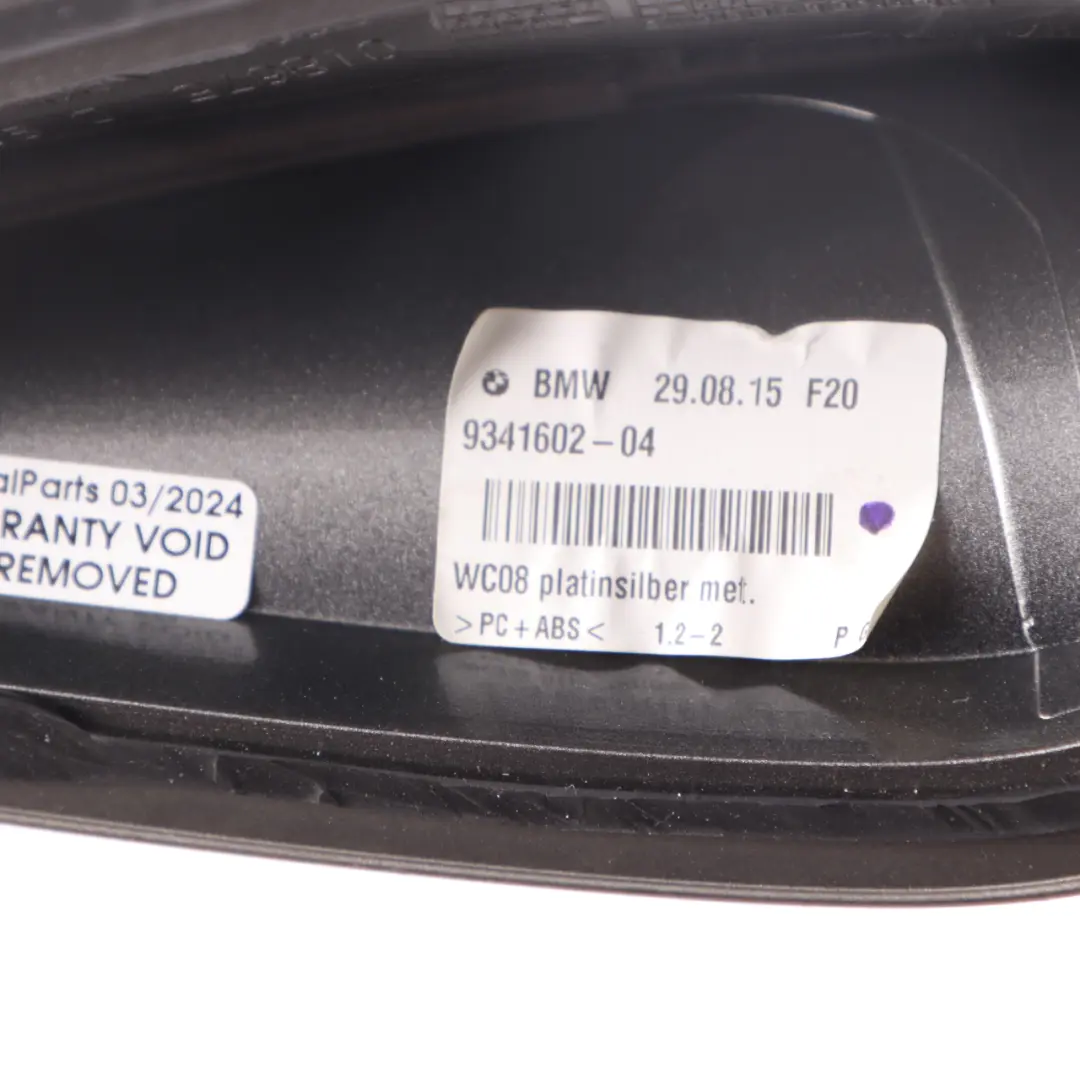 alParts 03/2024
RANTY VOID
REMOVED
BMW 29.08.15 F20
9341602-04
WC08 platinsilber met.
>PC+ABS< 1.2-2 P